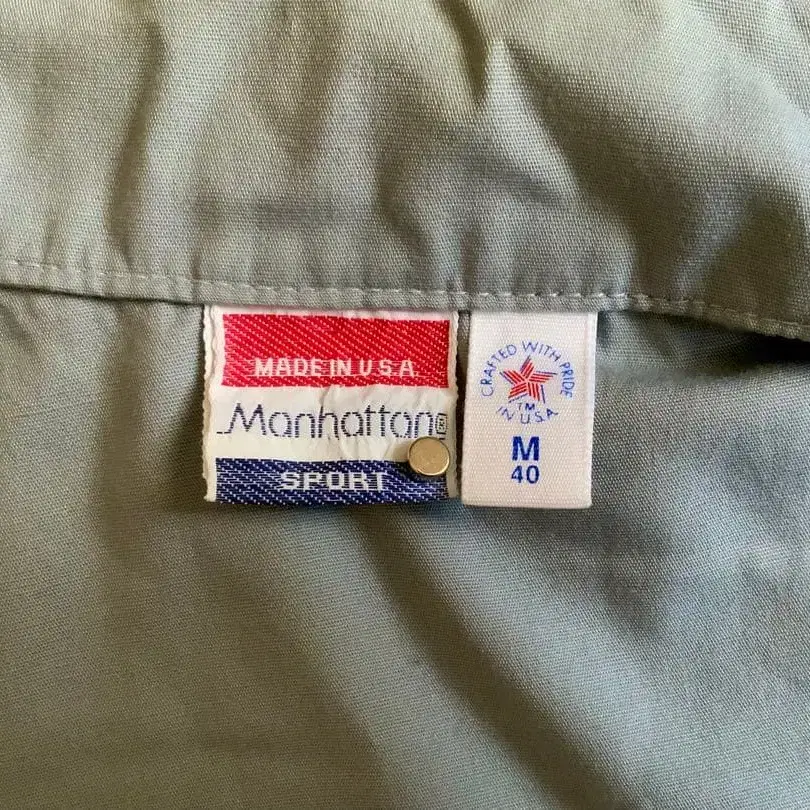 MADE IN U.S.A.
Manhattan®
SPORT
CRAFTED WITH PRIDE
TM
IN U.S.A.
M
40